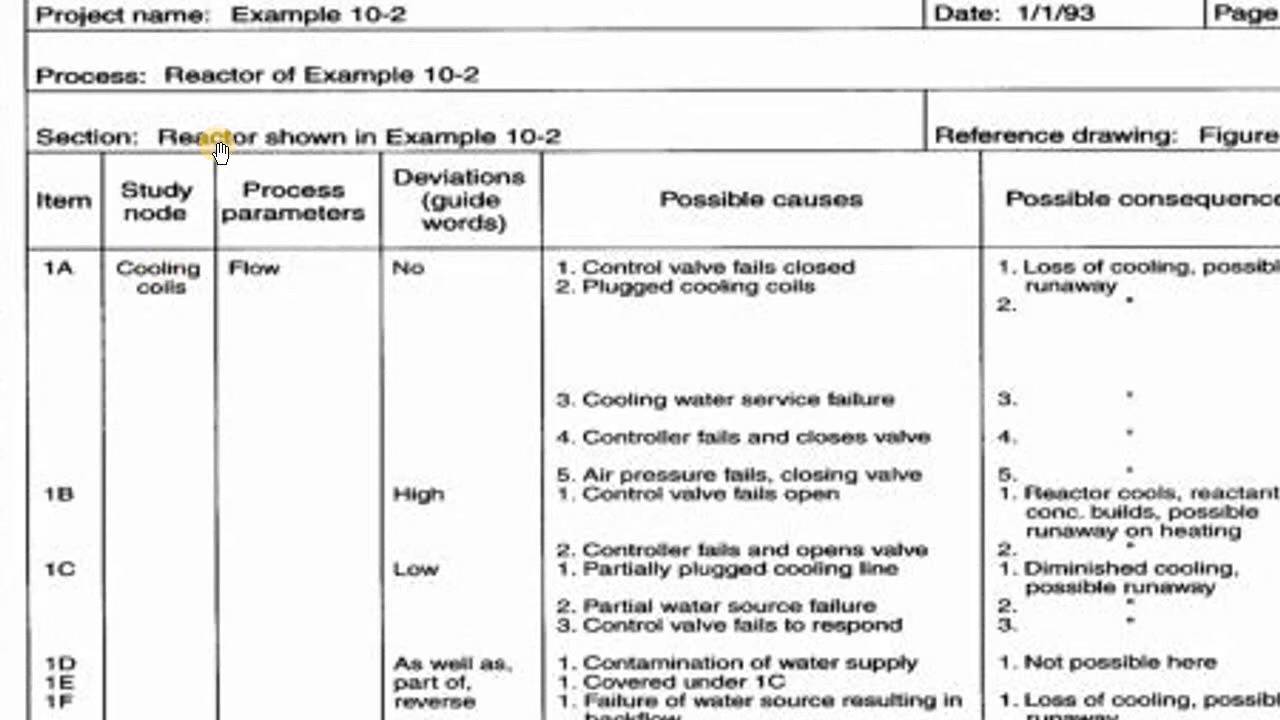 Project name: Example 10-2
Date: 1/1/93
Page
Process: Reactor of Example 10-2
Section: Reactor shown in Example 10-2
Reference drawing: Figure
Item
Study node
Process parameters
Deviations (guide words)
Possible causes
Possible consequence
1A Cooling coils Flow No 1. Control valve fails closed 1. Loss of cooling, possibl
2. Plugged cooling coils runaway
2. "
3. Cooling water service failure 3. "
4. Controller fails and closes valve 4. "
5. Air pressure fails, closing valve 5. "
1B High 1. Control valve fails open 1. Reactor cools, reactant
conc. builds, possible
runaway on heating
2. Controller fails and opens valve 2. "
1C Low 1. Partially plugged cooling line 1. Diminished cooling,
possible runaway
2. Partial water source failure 2. "
3. Control valve fails to respond 3. "
1D As well as, 1. Contamination of water supply 1. Not possible here
1E part of, 1. Covered under 1C
1F reverse 1. Failure of water source resulting in 1. Loss of cooling, possibl
backflow runaway